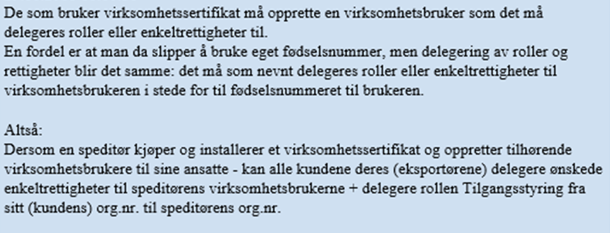 De som bruker virksomhetssertifikat må opprette en virksomhetsbruker som det må
delegeres roller eller enkeltrettigheter til.
En fordel er at man da slipper å bruke eget fødselsnummer, men delegering av roller og
rettigheter blir det samme: det må som nevnt delegeres roller eller enkeltrettigheter til
virksomhetsbrukeren i stede for til fødselsnummeret til brukeren.
Altså:
Dersom en speditør kjøper og installerer et virksomhetssertifikat og oppretter tilhørende
virksomhetsbrukere til sine ansatte - kan alle kundene deres (eksportørene) delegere ønskede
enkeltrettigheter til speditørens virksomhetsbrukerne + delegere rollen Tilgangsstyring fra
sitt (kundens) org.nr. til speditørens org.nr.